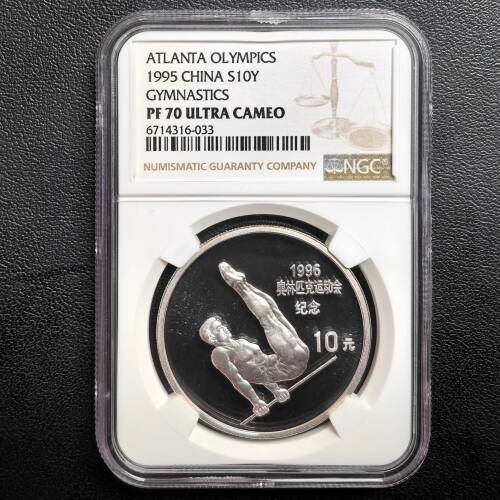 ATLANTA OLYMPICS
1995 CHINA S10Y
GYMNASTICS
PF 70 ULTRA CAMEO
6714316-033
NUMISMATIC GUARANTY COMPANY
NGC
1996
奥林匹克运动会
纪念
10元